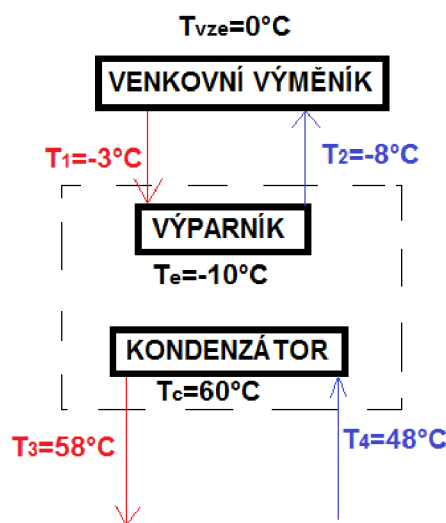 Tvze=0°C
VENKOVNÍ VÝMĚNÍK
T1=-3°C
T2=-8°C
VÝPARNÍK
Te=-10°C
KONDENZÁTOR
Tc=60°C
T3=58°C
T4=48°C